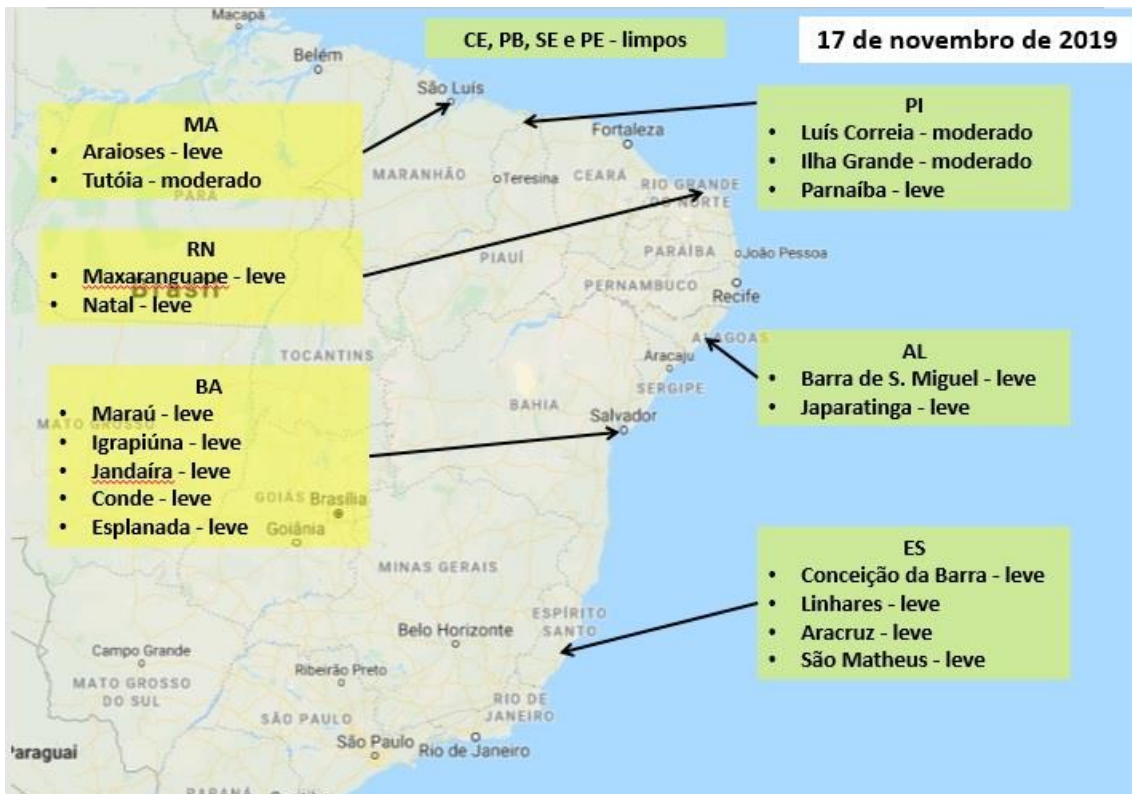 Macapá
CE, PB, SE e PE - limpos
17 de novembro de 2019
Belém
São Luís
MA
• Araioses - leve
• Tutóia - moderado
PARÁ
PI
• Luís Correia - moderado
• Ilha Grande - moderado
• Parnaíba - leve
Fortaleza
MARANHÃO
Teresina
CEARÁ
RIO GRANDE
DO NORTE
RN
• Maxaranguape - leve
• Natal - leve
Brasil
PIAUÍ
PARAÍBA
João Pessoa
PERNAMBUCO
Recife
TOCANTINS
ALAGOAS
Aracaju
SERGIPE
AL
• Barra de S. Miguel - leve
• Japaratinga - leve
BA
• Maraú - leve
• Igrapiúna - leve
• Jandaíra - leve
• Conde - leve
• Esplanada - leve
MATO GROSSO
BAHIA
Salvador
GOIÁS
Brasília
Goiânia
MINAS GERAIS
ES
• Conceição da Barra - leve
• Linhares - leve
• Aracruz - leve
• São Matheus - leve
ESPÍRITO
SANTO
Belo Horizonte
Campo Grande
Ribeirão Preto
MATO GROSSO
DO SUL
RIO DE
JANEIRO
SÃO PAULO
São Paulo
Rio de Janeiro
Paraguai
PARANÁ